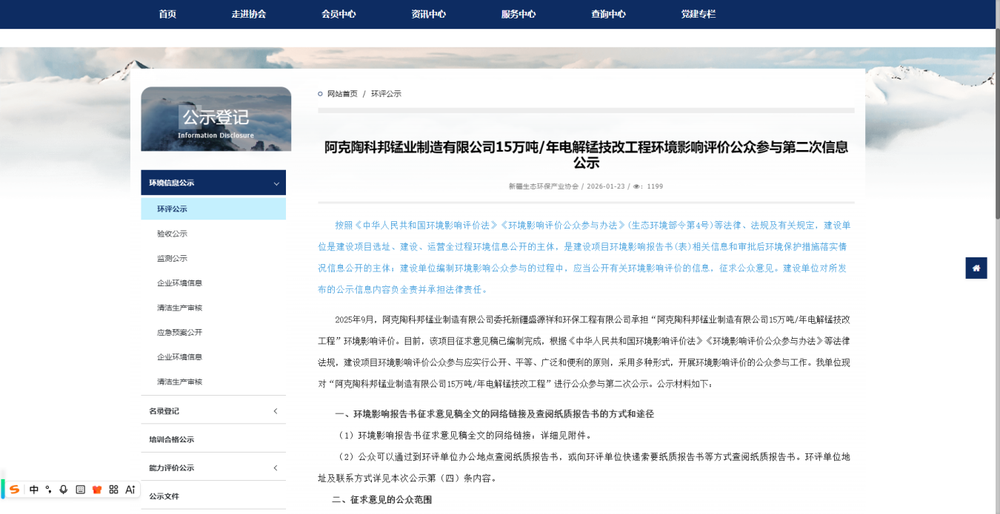 首页 走进协会 会员中心 资讯中心 服务中心 查询中心 党建专栏
公示登记
Information Disclosure
环境信息公示
环评公示
验收公示
监测公示
企业环境信息
清洁生产审核
应急预案公开
企业环境信息
清洁生产审核
名录登记
培训合格公示
能力评价公示
公示文件
网站首页 / 环评公示
阿克陶科邦锰业制造有限公司15万吨/年电解锰技改工程环境影响评价公众参与第二次信息
公示
新疆生态环保产业协会 / 2026-01-23 / : 1199
按照《中华人民共和国环境影响评价法》《环境影响评价公众参与办法》(生态环境部令第4号)等法律、法规及有关规定，建设单
位是建设项目选址、建设、运营全过程环境信息公开的主体，是建设项目环境影响报告书(表)相关信息和审批后环境保护措施落实情
况信息公开的主体；建设单位编制环境影响公众参与的过程中，应当公开有关环境影响评价的信息，征求公众意见。建设单位对所发
布的公示信息内容负全责并承担法律责任。
2025年9月，阿克陶科邦锰业制造有限公司委托新疆盛源祥和环保工程有限公司承担“阿克陶科邦锰业制造有限公司15万吨/年电解锰技改
工程”环境影响评价。目前，该项目征求意见稿已编制完成，根据《中华人民共和国环境影响评价法》《环境影响评价公众参与办法》等法律
法规，建设项目环境影响评价公众参与应实行公开、平等、广泛和便利的原则，采用多种形式，开展环境影响评价的公众参与工作。我单位现
对“阿克陶科邦锰业制造有限公司15万吨/年电解锰技改工程”进行公众参与第二次公示。公示材料如下：
一、环境影响报告书征求意见稿全文的网络链接及查阅纸质报告书的方式和途径
（1）环境影响报告书征求意见稿全文的网络链接：详细见附件。
（2）公众可以通过到环评单位办公地点查阅纸质报告书，或向环评单位快递索要纸质报告书等方式查阅纸质报告书。环评单位地
址及联系方式详见本次公示第（四）条内容。
二、征求意见的公众范围
中